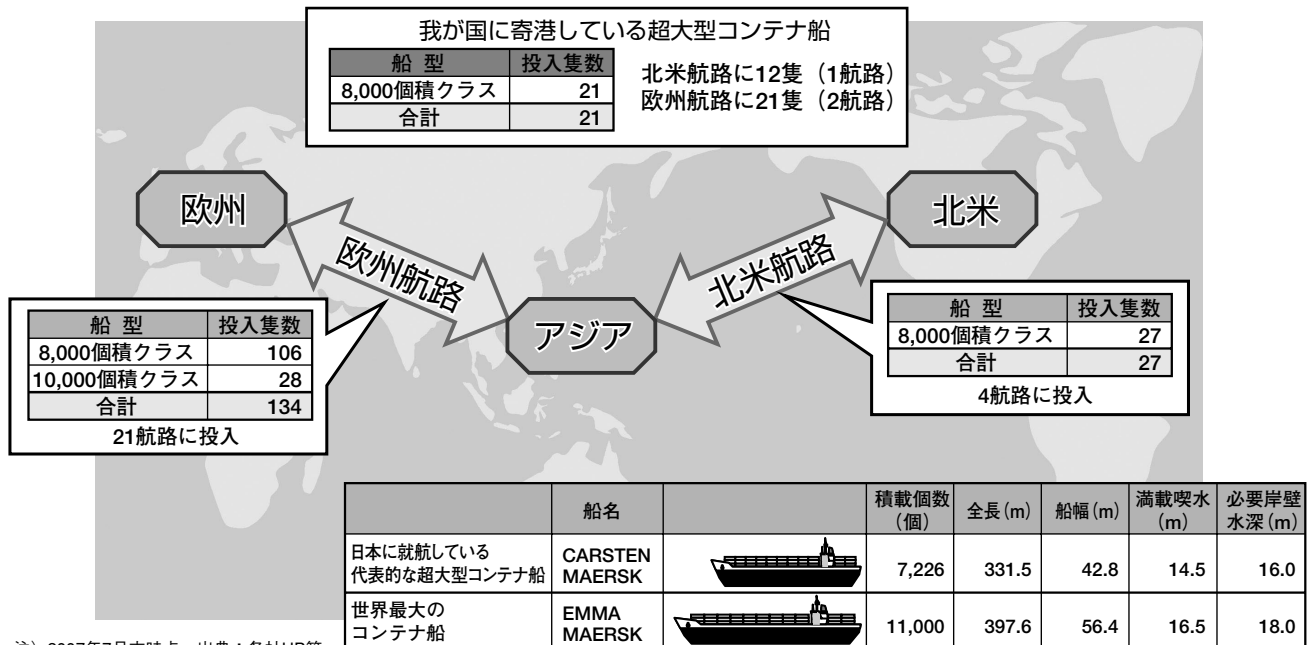 我が国に寄港している超大型コンテナ船
船 型 投入隻数
8,000個積クラス 21
合計 21
北米航路に12隻（1航路）
欧州航路に21隻（2航路）
欧州
北米
欧州航路
北米航路
アジア
船 型 投入隻数
8,000個積クラス 106
10,000個積クラス 28
合計 134
21航路に投入
船 型 投入隻数
8,000個積クラス 27
合計 27
4航路に投入
船名 積載個数（個） 全長（m） 船幅（m） 満載喫水（m） 必要岸壁水深（m）
日本に就航している代表的な超大型コンテナ船 CARSTEN MAERSK 7,226 331.5 42.8 14.5 16.0
世界最大のコンテナ船 EMMA MAERSK 11,000 397.6 56.4 16.5 18.0